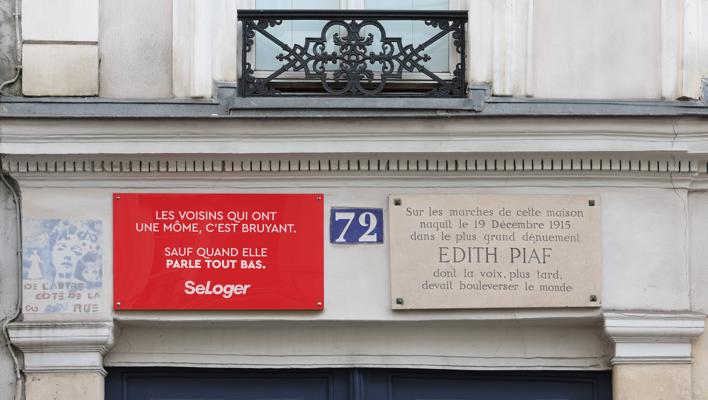 LES VOISINS QUI ONT
UNE MÔME, C'EST BRUYANT.
SAUF QUAND ELLE
PARLE TOUT BAS.
SeLoger
72
Sur les marches de cette maison
naquit le 19 Décembre 1915
dans le plus grand dénuement
EDITH PIAF
dont la voix, plus tard,
devait bouleverser le monde
DE L'AUTRE
COTE DE LA
RUE